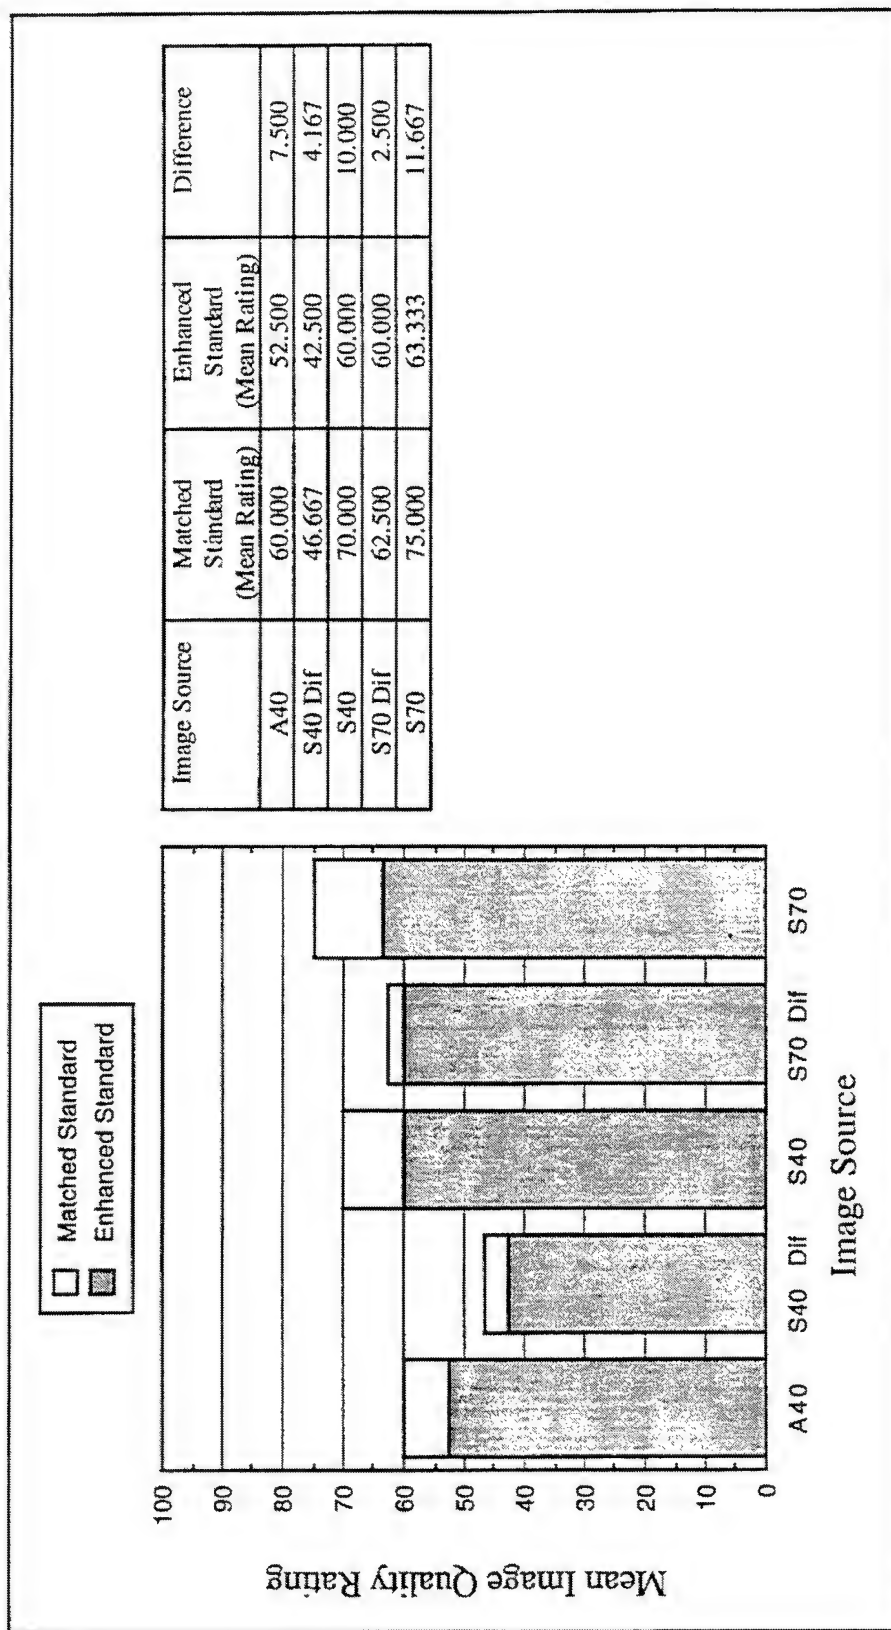 Matched Standard
Enhanced Standard
Mean Image Quality Rating
100
90
80
70
60
50
40
30
20
10
0
A40 S40 Dif S40 S70 Dif S70
Image Source
Image Source Matched Standard (Mean Rating) Enhanced Standard (Mean Rating) Difference
A40 60.000 52.500 7.500
S40 Dif 46.667 42.500 4.167
S40 70.000 60.000 10.000
S70 Dif 62.500 60.000 2.500
S70 75.000 63.333 11.667